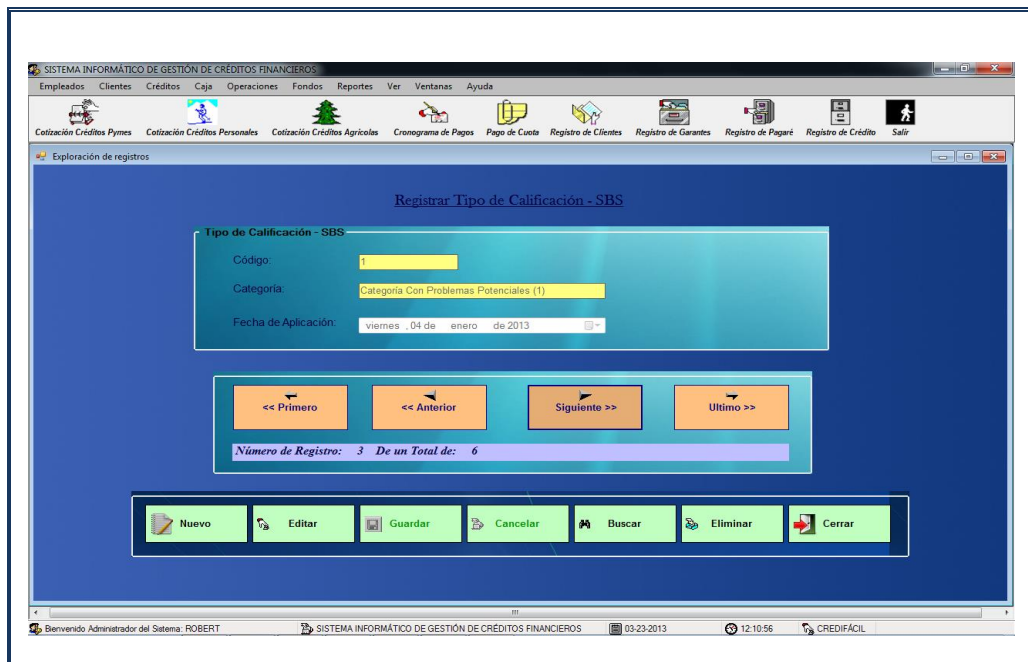 SISTEMA INFORMÁTICO DE GESTIÓN DE CRÉDITOS FINANCIEROS
Empleados Clientes Créditos Caja Operaciones Fondos Reportes Ver Ventanas Ayuda
Cotización Créditos Pymes Cotización Créditos Personales Cotización Créditos Agrícolas Cronograma de Pagos Pago de Cuota Registro de Clientes Registro de Garantes Registro de Pagaré Registro de Crédito Salir
Exploración de registros
Registrar Tipo de Calificación - SBS
Tipo de Calificación - SBS
Código: 1
Categoría: Categoría Con Problemas Potenciales (1)
Fecha de Aplicación: viernes , 04 de enero de 2013
<< Primero << Anterior Siguiente >> Ultimo >>
Número de Registro: 3 De un Total de: 6
Nuevo Editar Guardar Cancelar Buscar Eliminar Cerrar
Bienvenido Administrador del Sistema: ROBERT SISTEMA INFORMÁTICO DE GESTIÓN DE CRÉDITOS FINANCIEROS 03-23-2013 12:10:56 CREDIFÁCIL